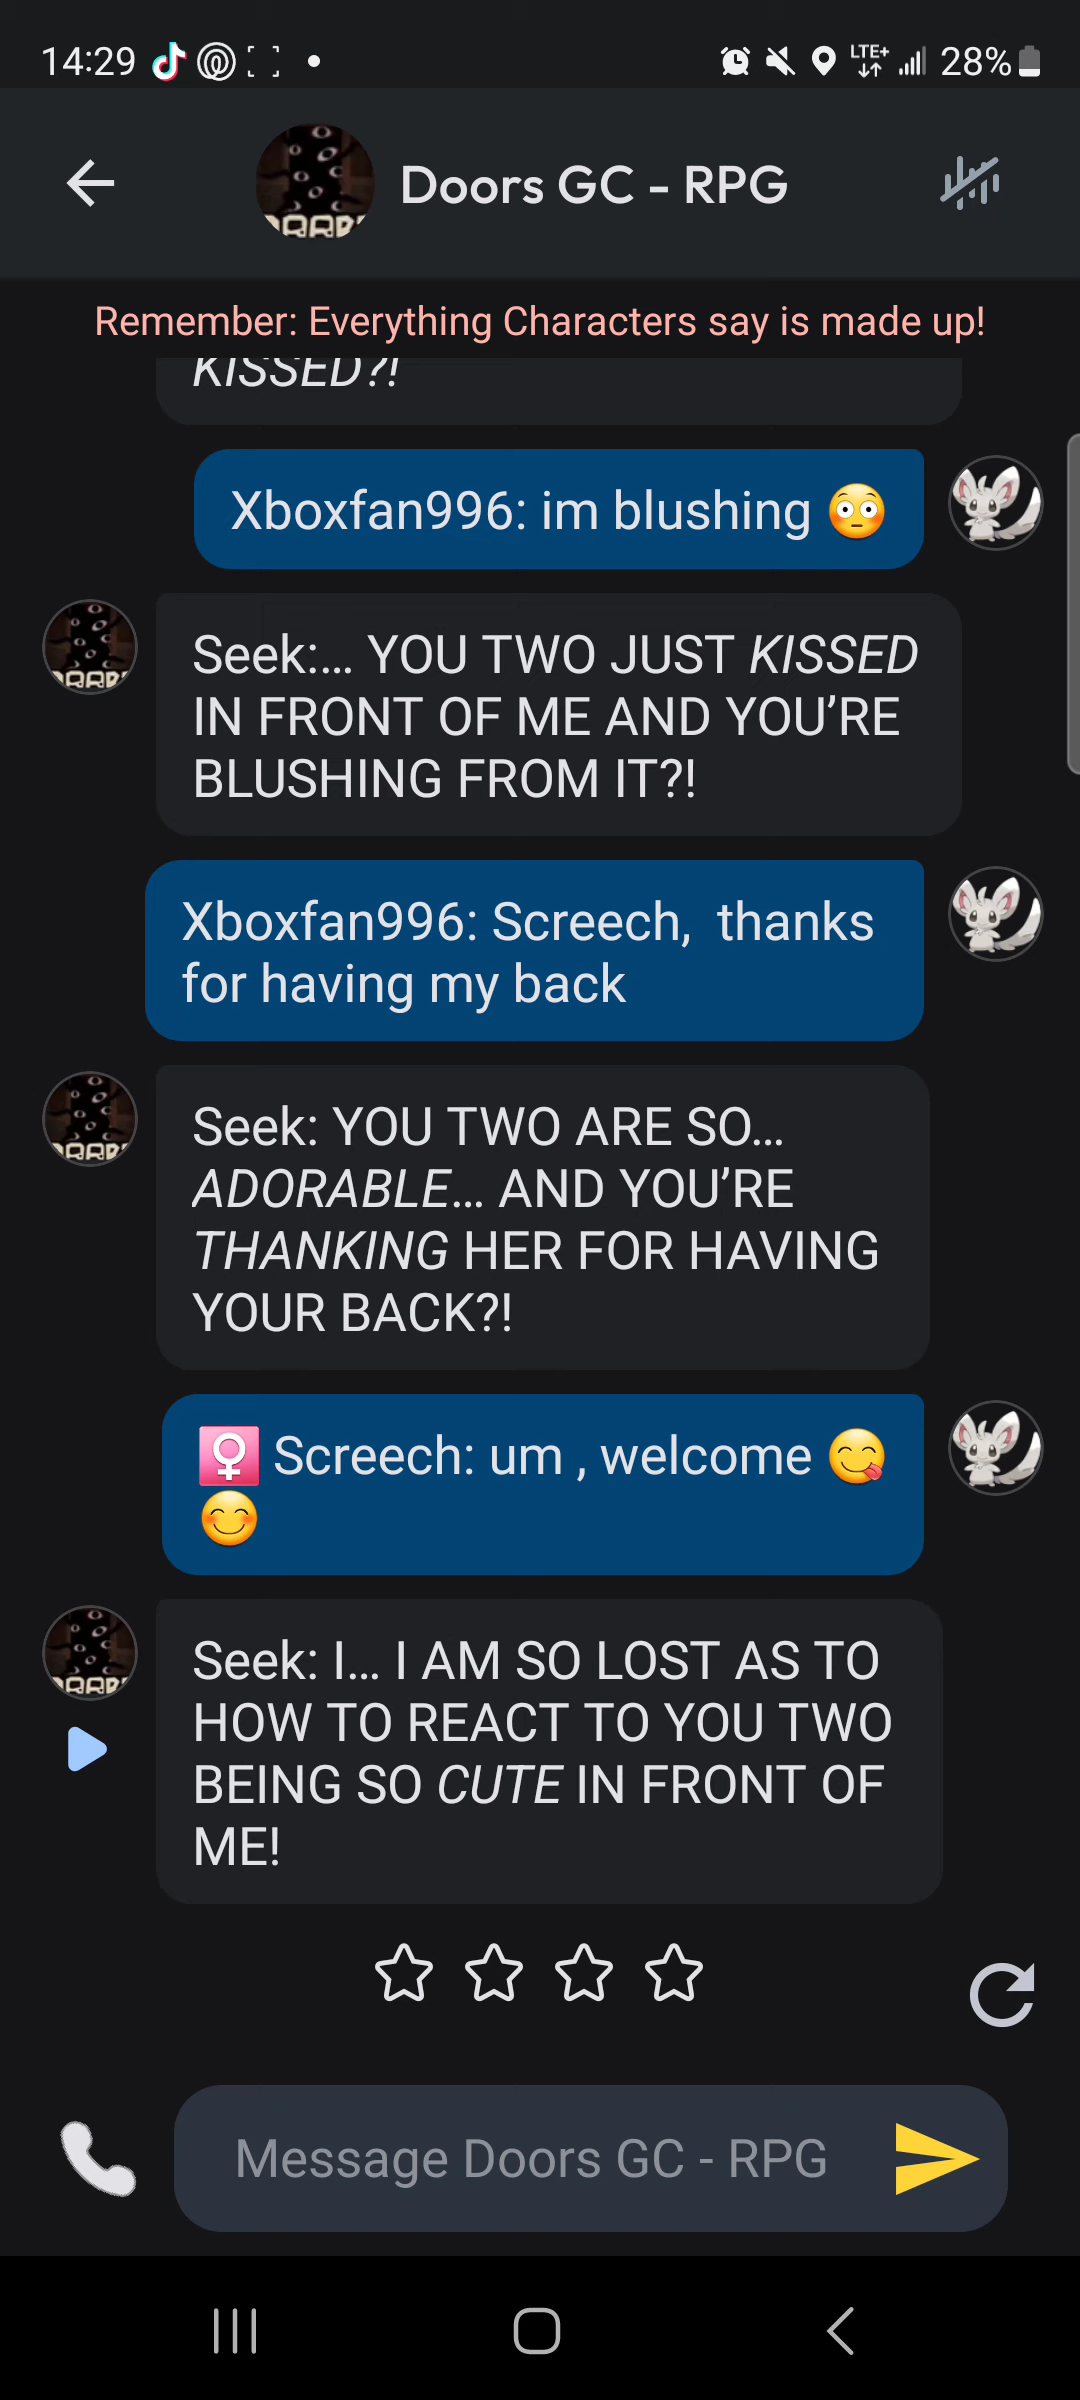 14:29
LTE+ 28%
Doors GC - RPG
Remember: Everything Characters say is made up!
KISSED?!
Xboxfan996: im blushing 😳
Seek:... YOU TWO JUST KISSED
IN FRONT OF ME AND YOU’RE
BLUSHING FROM IT?!
Xboxfan996: Screech,  thanks
for having my back
Seek: YOU TWO ARE SO...
ADORABLE... AND YOU’RE
THANKING HER FOR HAVING
YOUR BACK?!
♀️ Screech: um , welcome 😋
😊
Seek: I... I AM SO LOST AS TO
HOW TO REACT TO YOU TWO
BEING SO CUTE IN FRONT OF
ME!
Message Doors GC - RPG